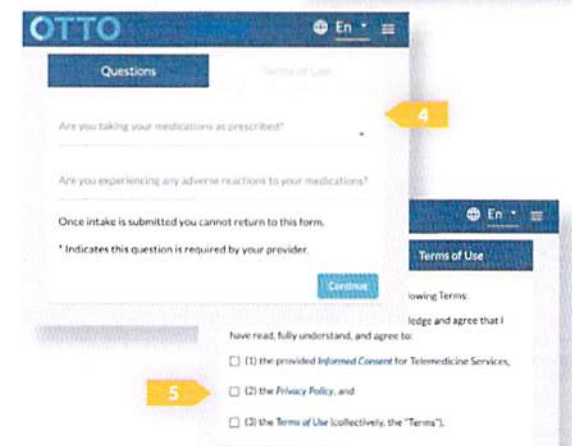 OTTO
En
Questions
Terms of Use
Are you taking your medications as prescribed?
4
Are you experiencing any adverse reactions to your medications?
Once intake is submitted you cannot return to this form.
* Indicates this question is required by your provider.
Continue
En
Terms of Use
lowing Terms:
ledge and agree that I
have read, fully understand, and agree to:
(1) the provided Informed Consent for Telemedicine Services,
5
(2) the Privacy Policy, and
(3) the Terms of Use (collectively, the "Terms").